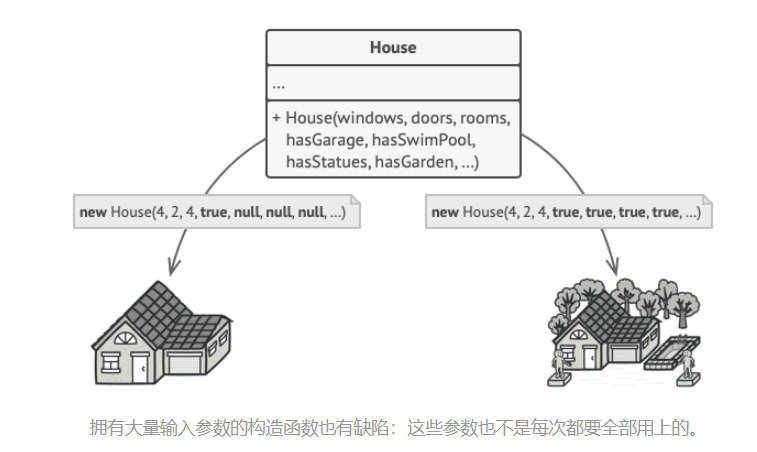 House
...
+ House(windows, doors, rooms,
hasGarage, hasSwimPool,
hasStatues, hasGarden, ...)
new House(4, 2, 4, true, null, null, null, ...)
new House(4, 2, 4, true, true, true, true, ...)
拥有大量输入参数的构造函数也有缺陷：这些参数也不是每次都要全部用上的。